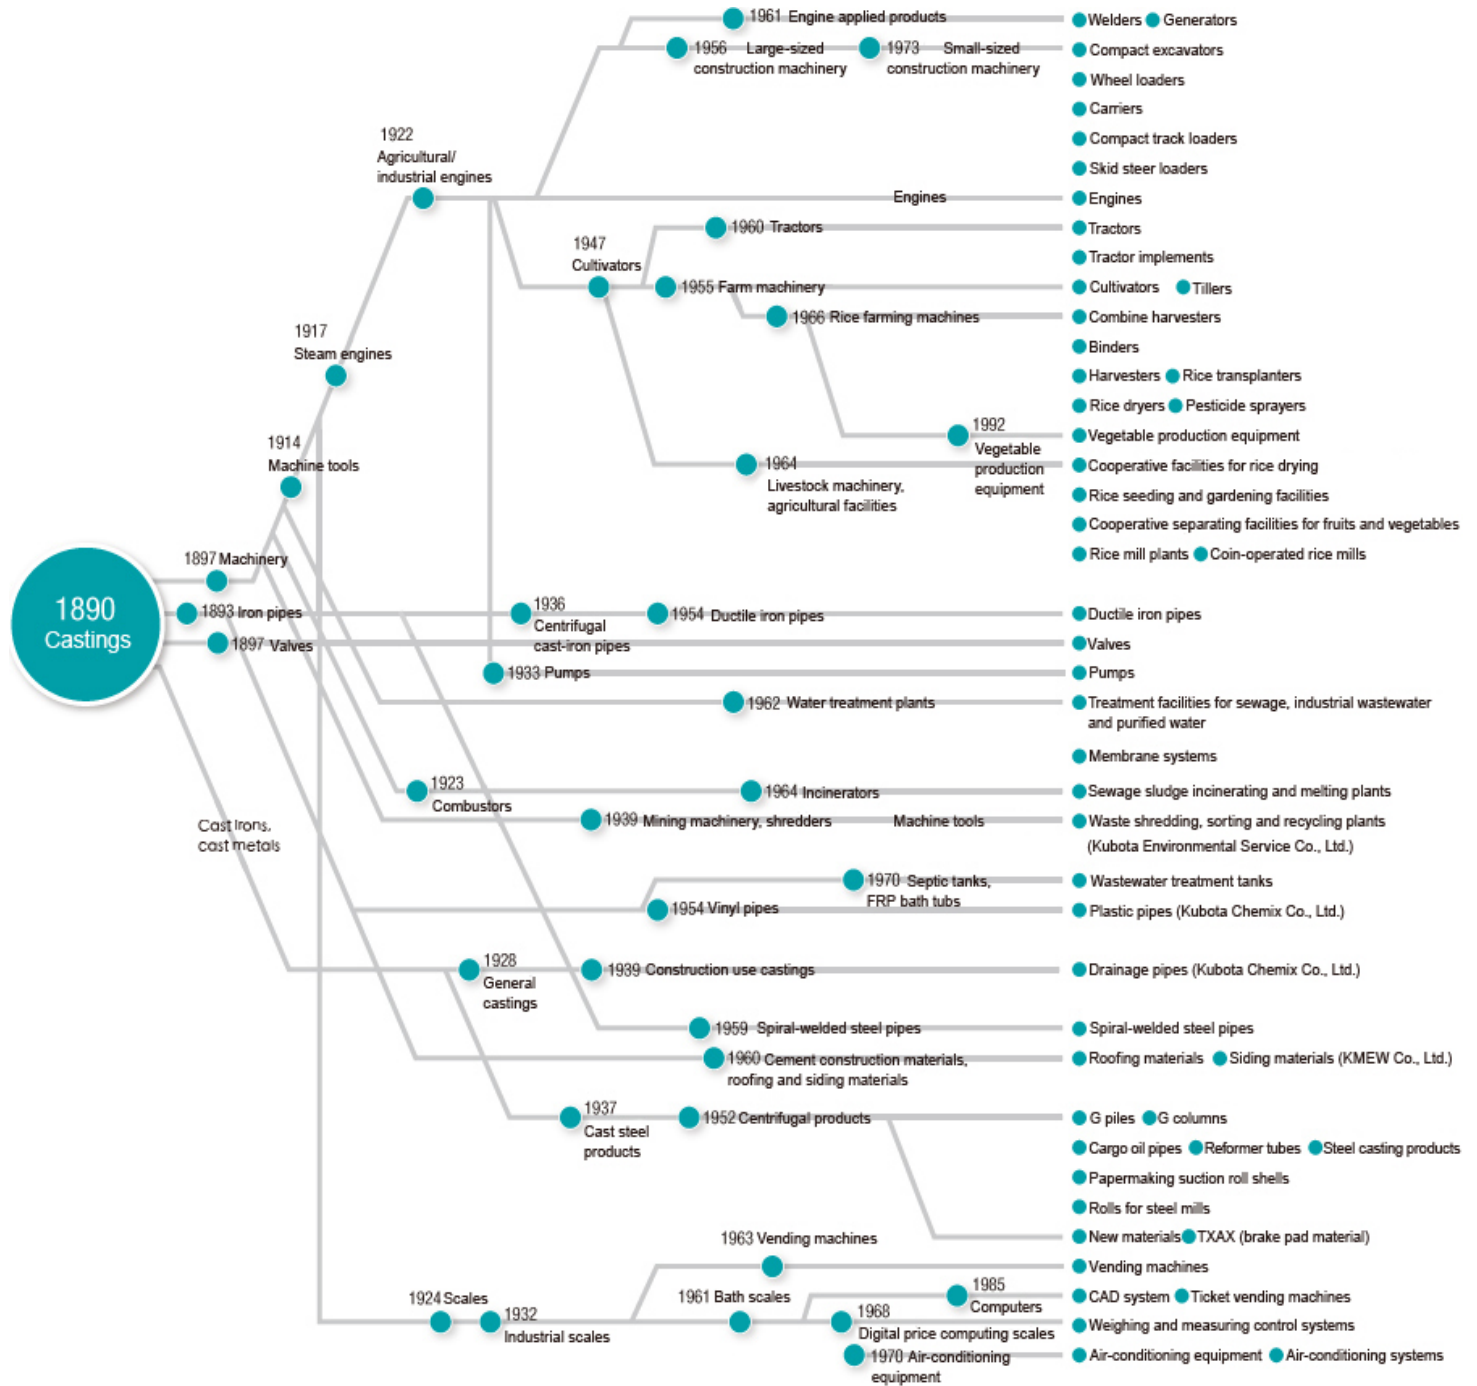 1961 Engine applied products
Welders Generators
1956 Large-sized
construction machinery
1973 Small-sized
construction machinery
Compact excavators
Wheel loaders
Carriers
Compact track loaders
Skid steer loaders
1922
Agricultural/
industrial engines
Engines
Engines
1960 Tractors
Tractors
Tractor implements
1947
Cultivators
1955 Farm machinery
Cultivators Tillers
1966 Rice farming machines
Combine harvesters
Binders
Harvesters Rice transplanters
Rice dryers Pesticide sprayers
1992
Vegetable
production
equipment
Vegetable production equipment
1964
Livestock machinery,
agricultural facilities
Cooperative facilities for rice drying
Rice seeding and gardening facilities
Cooperative separating facilities for fruits and vegetables
Rice mill plants Coin-operated rice mills
1917
Steam engines
1914
Machine tools
1897 Machinery
1890
Castings
1893 Iron pipes
1936
Centrifugal
cast-iron pipes
1954 Ductile iron pipes
Ductile iron pipes
1897 Valves
Valves
1933 Pumps
Pumps
1962 Water treatment plants
Treatment facilities for sewage, industrial wastewater
and purified water
Membrane systems
1923
Combustors
1964 Incinerators
Sewage sludge incinerating and melting plants
1939 Mining machinery, shredders
Machine tools
Waste shredding, sorting and recycling plants
(Kubota Environmental Service Co., Ltd.)
Cast Irons,
cast metals
1970 Septic tanks,
FRP bath tubs
Wastewater treatment tanks
1954 Vinyl pipes
Plastic pipes (Kubota Chemix Co., Ltd.)
1928
General
castings
1939 Construction use castings
Drainage pipes (Kubota Chemix Co., Ltd.)
1959 Spiral-welded steel pipes
Spiral-welded steel pipes
1960 Cement construction materials,
roofing and siding materials
Roofing materials Siding materials (KMEW Co., Ltd.)
1937
Cast steel
products
1952 Centrifugal products
G piles G columns
Cargo oil pipes Reformer tubes Steel casting products
Papermaking suction roll shells
Rolls for steel mills
New materials TXAX (brake pad material)
1963 Vending machines
Vending machines
1924 Scales
1932
Industrial scales
1961 Bath scales
1985
Computers
CAD system Ticket vending machines
1968
Digital price computing scales
Weighing and measuring control systems
1970 Air-conditioning
equipment
Air-conditioning equipment Air-conditioning systems